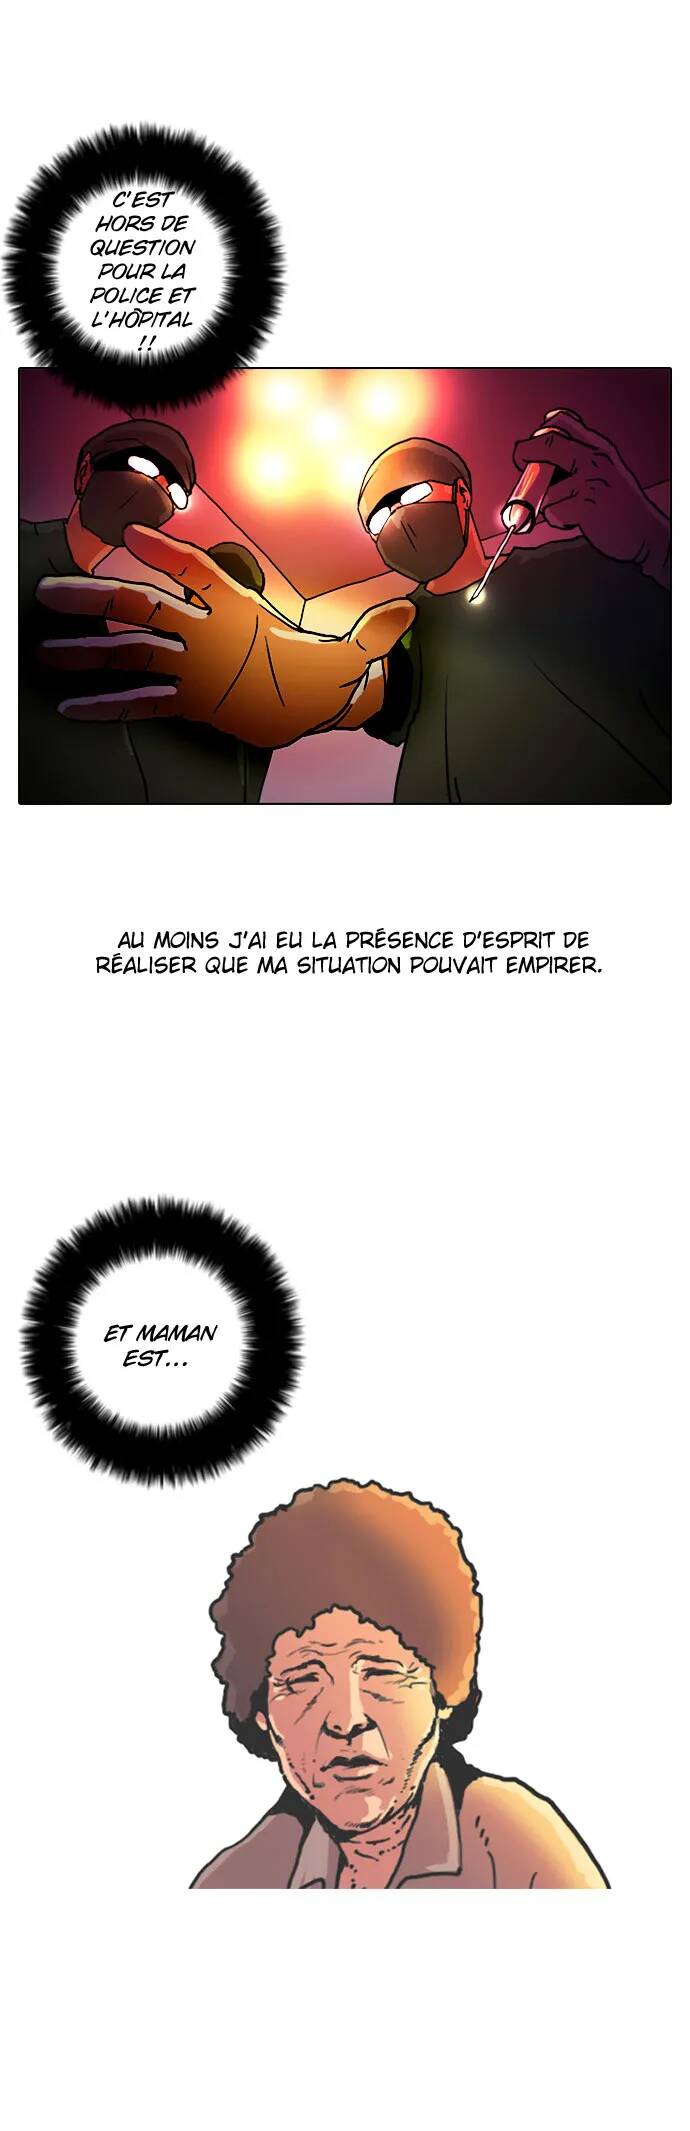 C'EST
HORS DE
QUESTION
POUR LA
POLICE ET
L'HÔPITAL
!!
AU MOINS J'AI EU LA PRÉSENCE D'ESPRIT DE
RÉALISER QUE MA SITUATION POUVAIT EMPIRER.
ET MAMAN
EST...